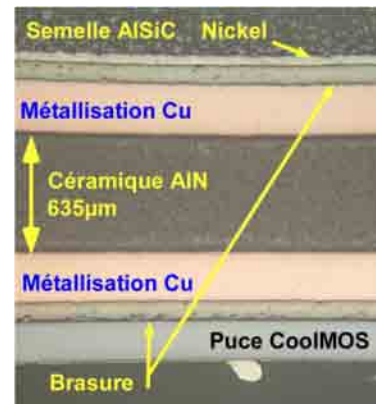 Semelle AlSiC Nickel
Métallisation Cu
Céramique AlN
635µm
Métallisation Cu
Puce CoolMOS
Brasure